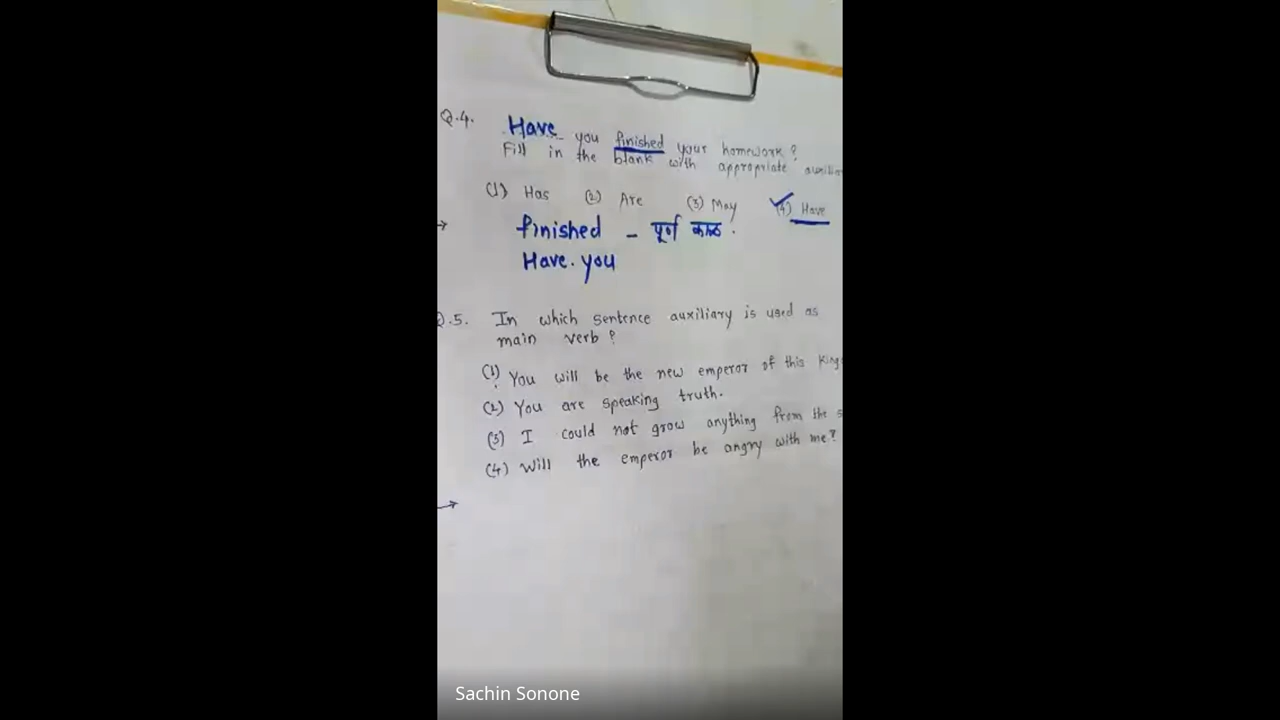 Q.4. Have you finished your homework?
Fill in the blank with appropriate
(1) Has (2) Are (3) May (4) Have
→ finished - पूर्ण काळ.
Have. you
Q.5. In which sentence auxiliary is used as
main verb?
(1) You will be the new emperor of this
(2) You are speaking truth.
(3) I could not grow anything from the
(4) Will the emperor be angry with me?
→
Sachin Sonone